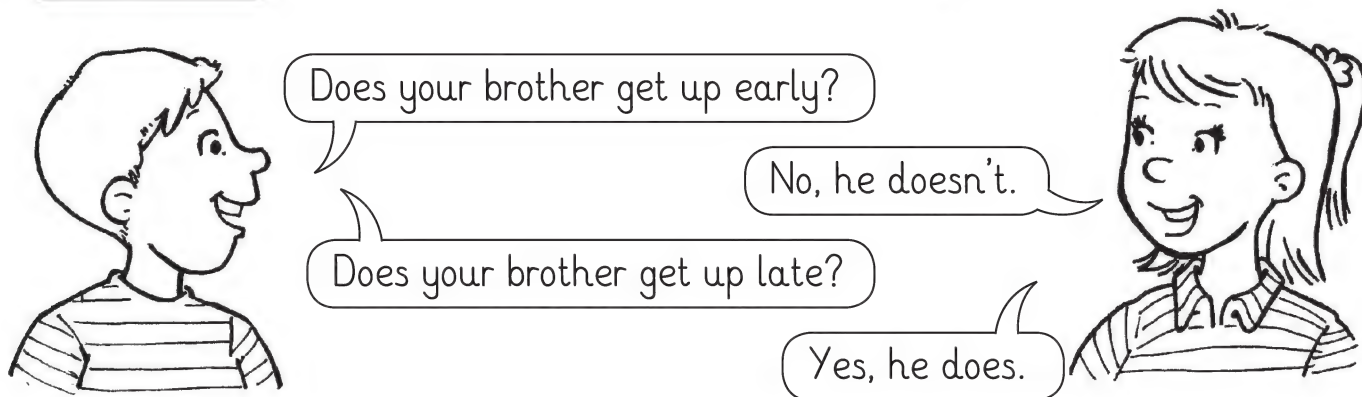 Does your brother get up early?
No, he doesn't.
Does your brother get up late?
Yes, he does.